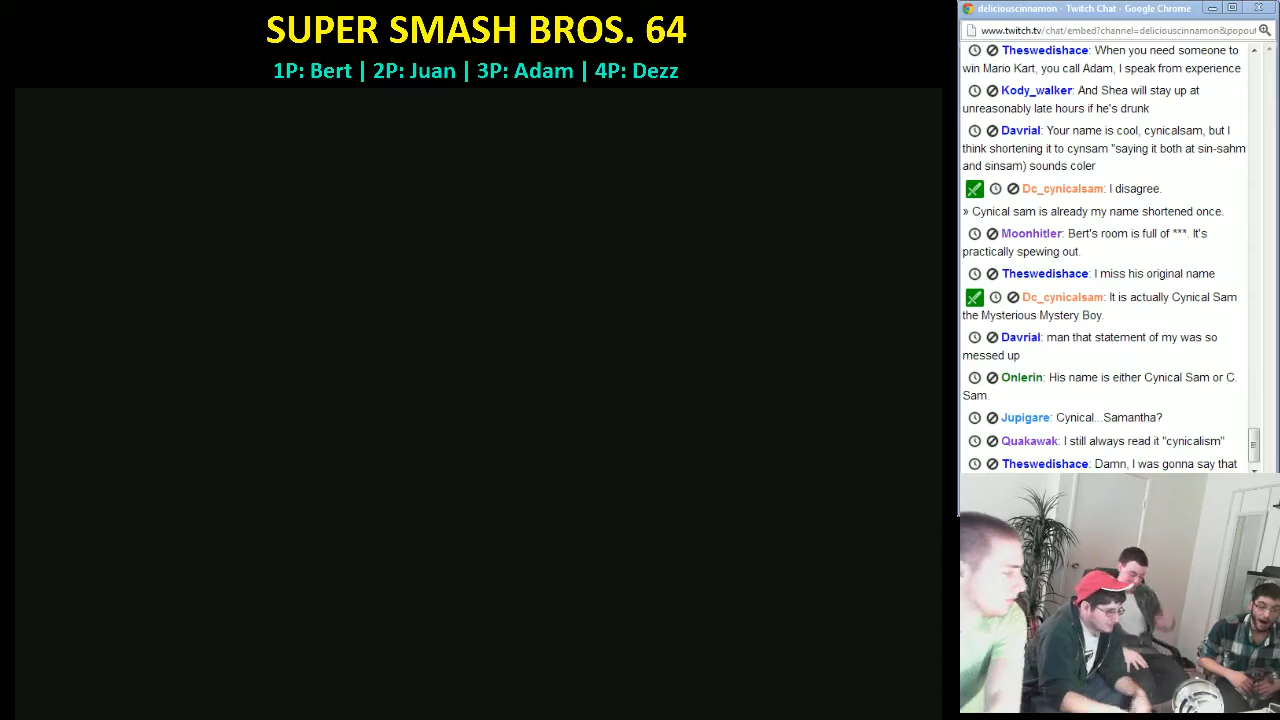 SUPER SMASH BROS. 64
1P: Bert | 2P: Juan | 3P: Adam | 4P: Dezz
deliciouscinnamon - Twitch Chat - Google Chrome
www.twitch.tv/chat/embed?channel=deliciouscinnamon&popout
Theswedishace: When you need someone to
win Mario Kart, you call Adam, I speak from experience
Kody_walker: And Shea will stay up at
unreasonably late hours if he's drunk
Davrial: Your name is cool, cynicalsam, but I
think shortening it to cynsam "saying it both at sin-sahm
and sinsam) sounds coler
Dc_cynicalsam: I disagree.
» Cynical sam is already my name shortened once.
Moonhitler: Bert's room is full of ***. It's
practically spewing out.
Theswedishace: I miss his original name
Dc_cynicalsam: It is actually Cynical Sam
the Mysterious Mystery Boy.
Davrial: man that statement of my was so
messed up
Onlerin: His name is either Cynical Sam or C.
Sam.
Jupigare: Cynical...Samantha?
Quakawak: I still always read it "cynicalism"
Theswedishace: Damn, I was gonna say that